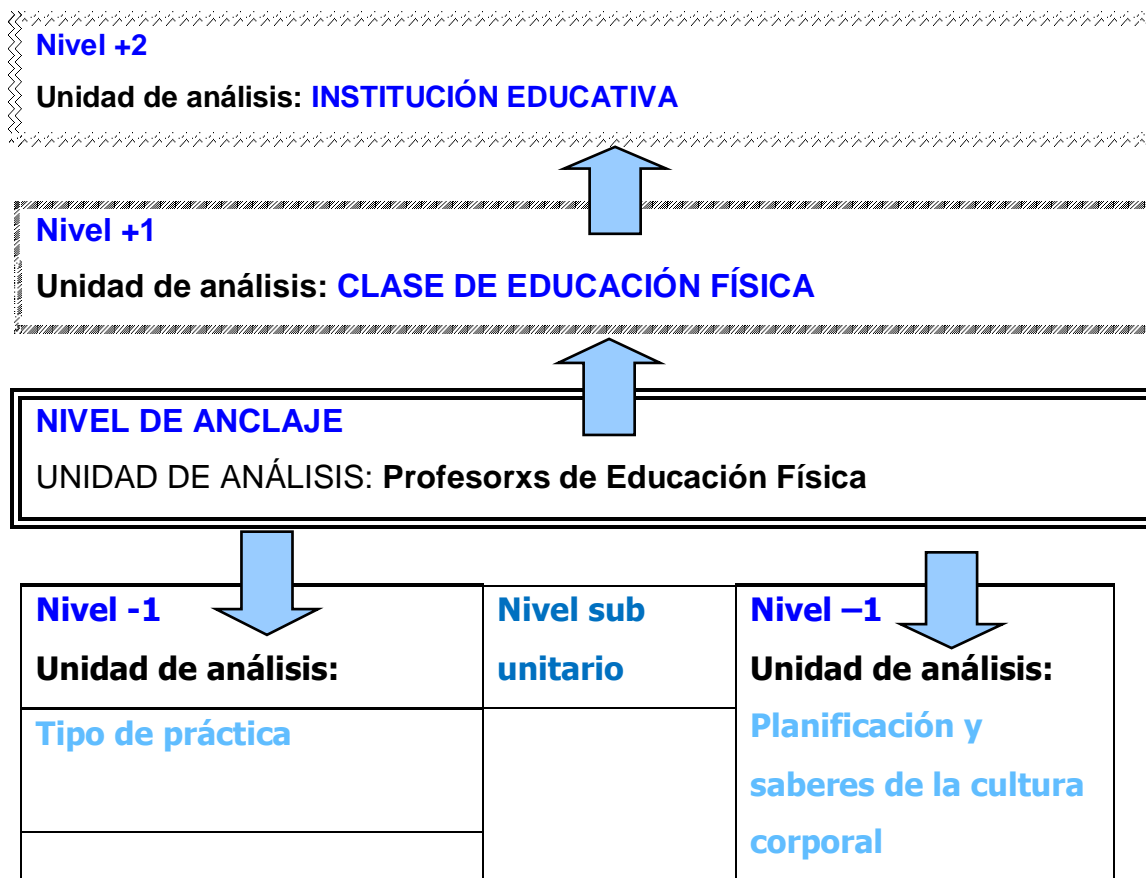 Nivel +2
Unidad de análisis: INSTITUCIÓN EDUCATIVA
Nivel +1
Unidad de análisis: CLASE DE EDUCACIÓN FÍSICA
NIVEL DE ANCLAJE
UNIDAD DE ANÁLISIS: Profesorxs de Educación Física
Nivel -1
Unidad de análisis:
Tipo de práctica
Nivel sub
unitario
Nivel –1
Unidad de análisis:
Planificación y
saberes de la cultura
corporal